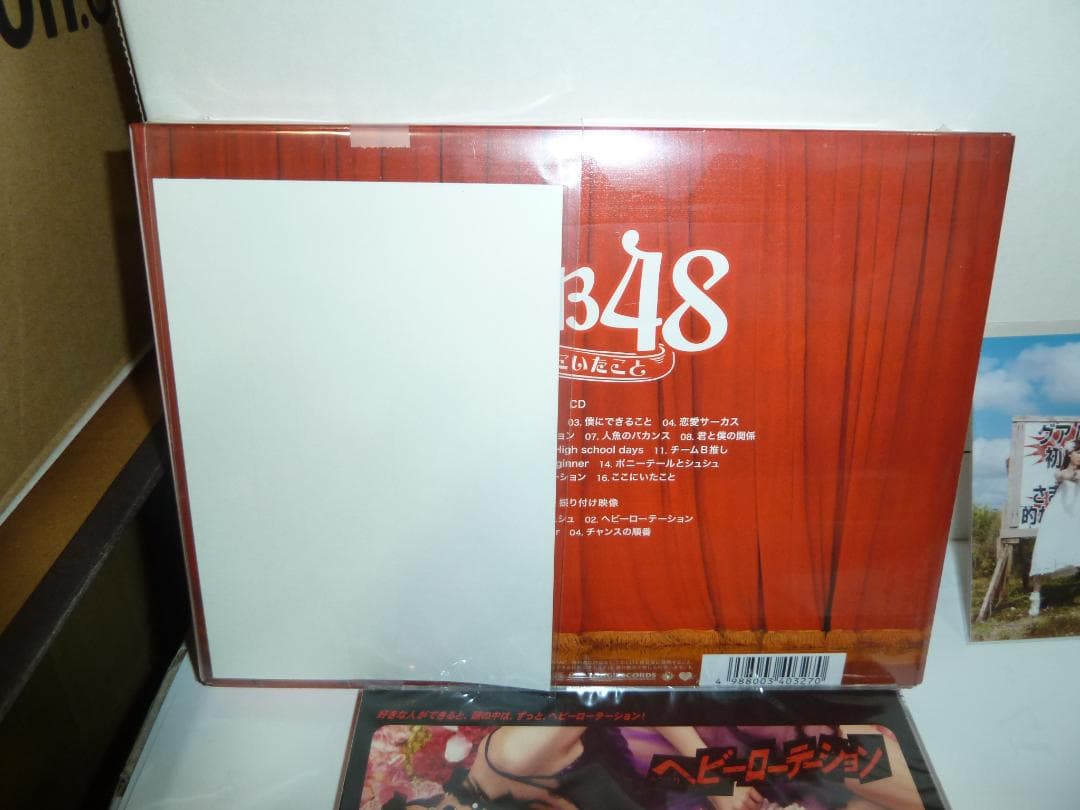 B48
こいたこと
CD
03. 僕にできること 04. 恋愛サーカス
ョン 07. 人魚のバカンス 08. 君と僕の関係
High school days 11. チームB推し
ginner 14. ポニーテールとシュシュ
ーション 16. ここにいたこと
振り付け映像
シュ 02. ヘビーローテーション
r 04. チャンスの順番
4 988003 403270
好きな人ができると、頭の中は、ずっと、ヘビーローテーション!
ヘビーローテーション